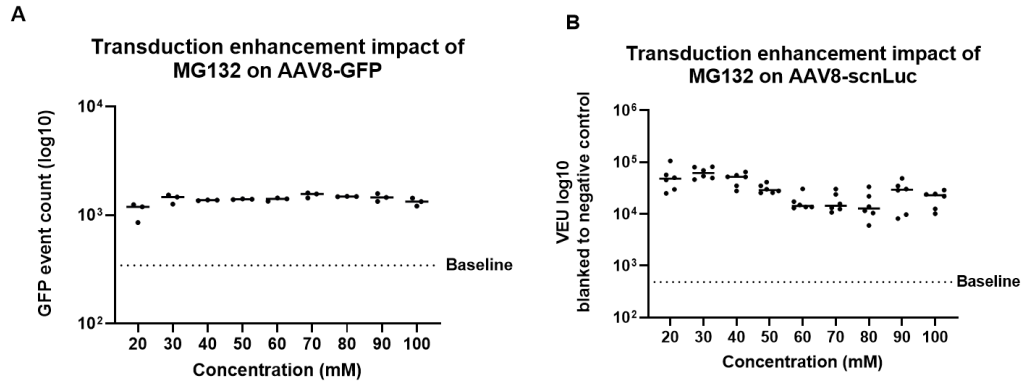 A
Transduction enhancement impact of
MG132 on AAV8-GFP
GFP event count (log10)
10⁴
10³
10²
Baseline
20 30 40 50 60 70 80 90 100
Concentration (mM)
B
Transduction enhancement impact of
MG132 on AAV8-scnLuc
VEU log10
blanked to negative control
10⁶
10⁵
10⁴
10³
10²
Baseline
20 30 40 50 60 70 80 90 100
Concentration (mM)